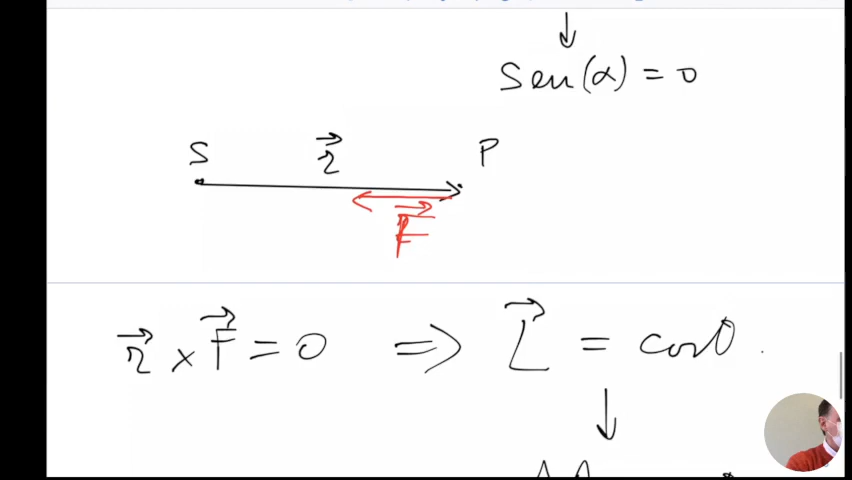 ↓
Sen(α) = 0
S r⃗ P
F⃗
r⃗ × F⃗ = 0 ⇒ L⃗ = cost.
↓